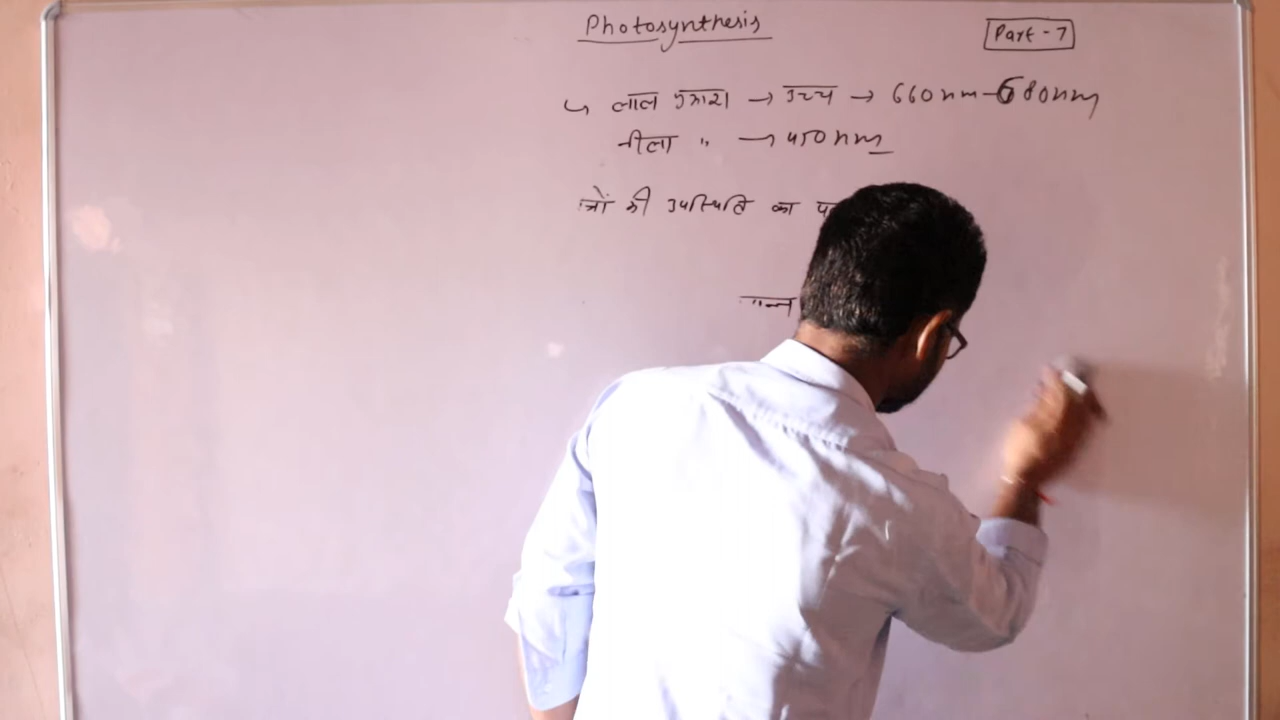 Photosynthesis
Part - 7
↳ लाल प्रकाश → उच्च → 660nm-680nm
नीला " → 450nm
त्रों की उपस्थिति का